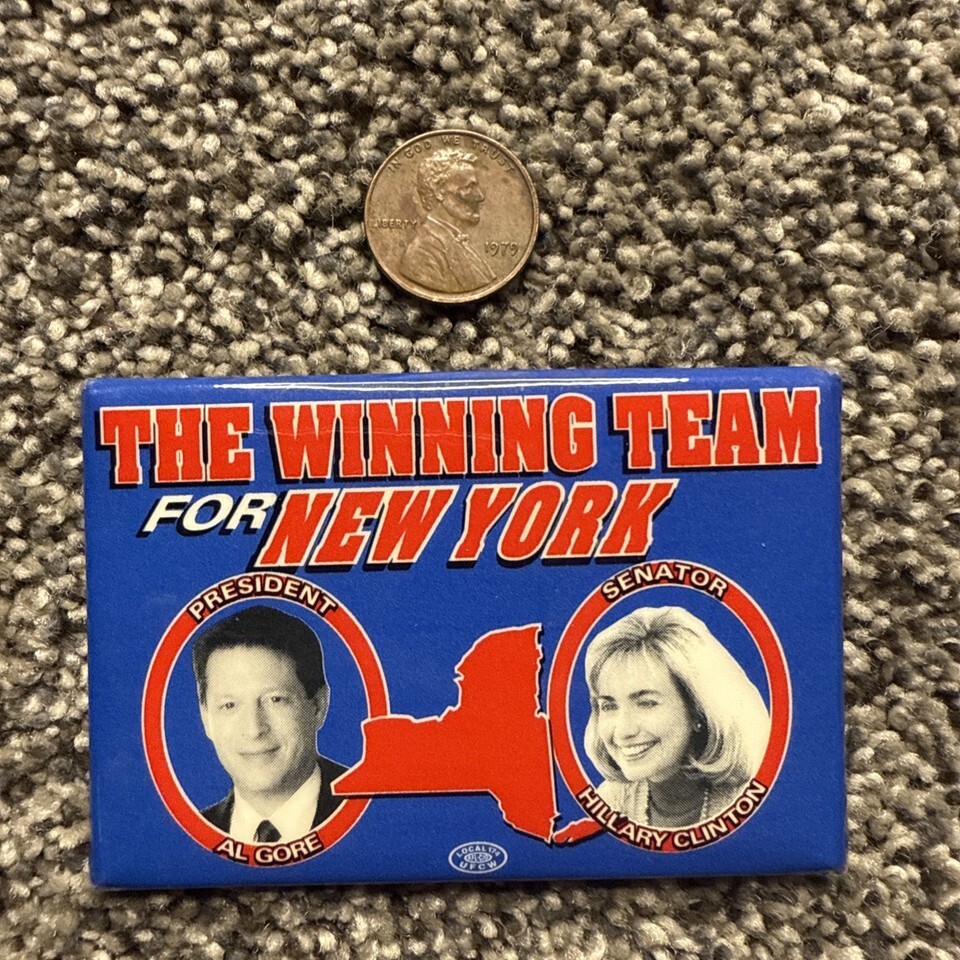 IN GOD WE TRUST
LIBERTY
1979
THE WINNING TEAM
FOR NEW YORK
PRESIDENT
AL GORE
SENATOR
HILLARY CLINTON
LOCAL 174
UFCW